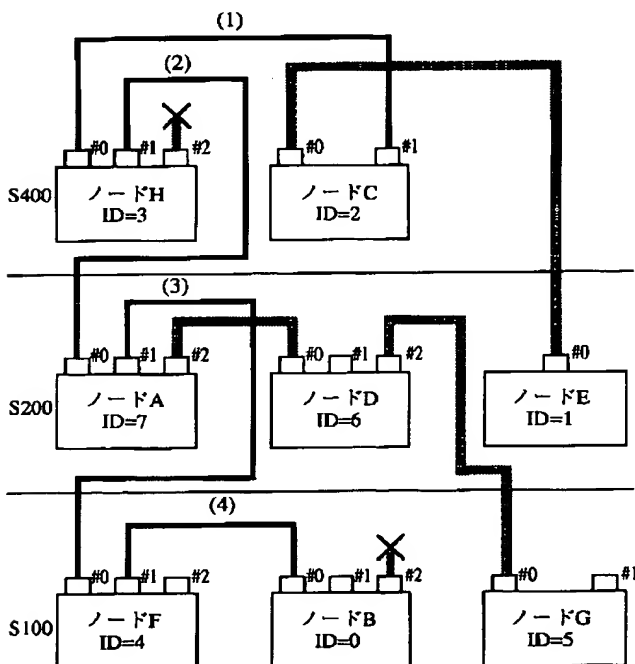 (1)
(2)
#0 #1 #2 #0 #1
S400
ノードH
ID=3
ノードC
ID=2
(3)
#0 #1 #2 #0 #1 #2 #0
S200
ノードA
ID=7
ノードD
ID=6
ノードE
ID=1
(4)
#0 #1 #2 #0 #1 #2 #0 #1
S100
ノードF
ID=4
ノードB
ID=0
ノードG
ID=5